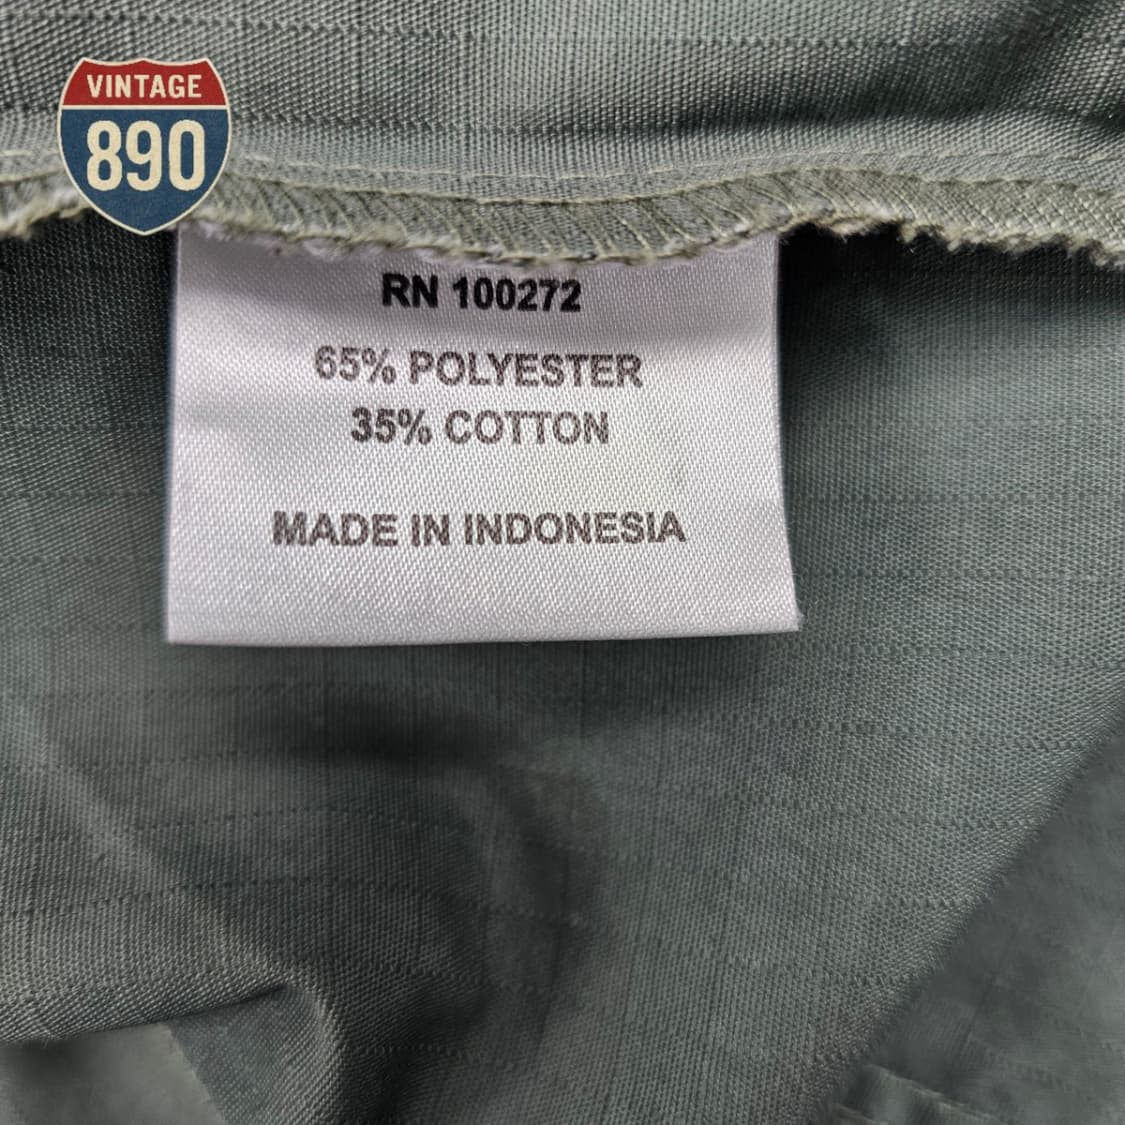 VINTAGE
890
RN 100272
65% POLYESTER
35% COTTON
MADE IN INDONESIA